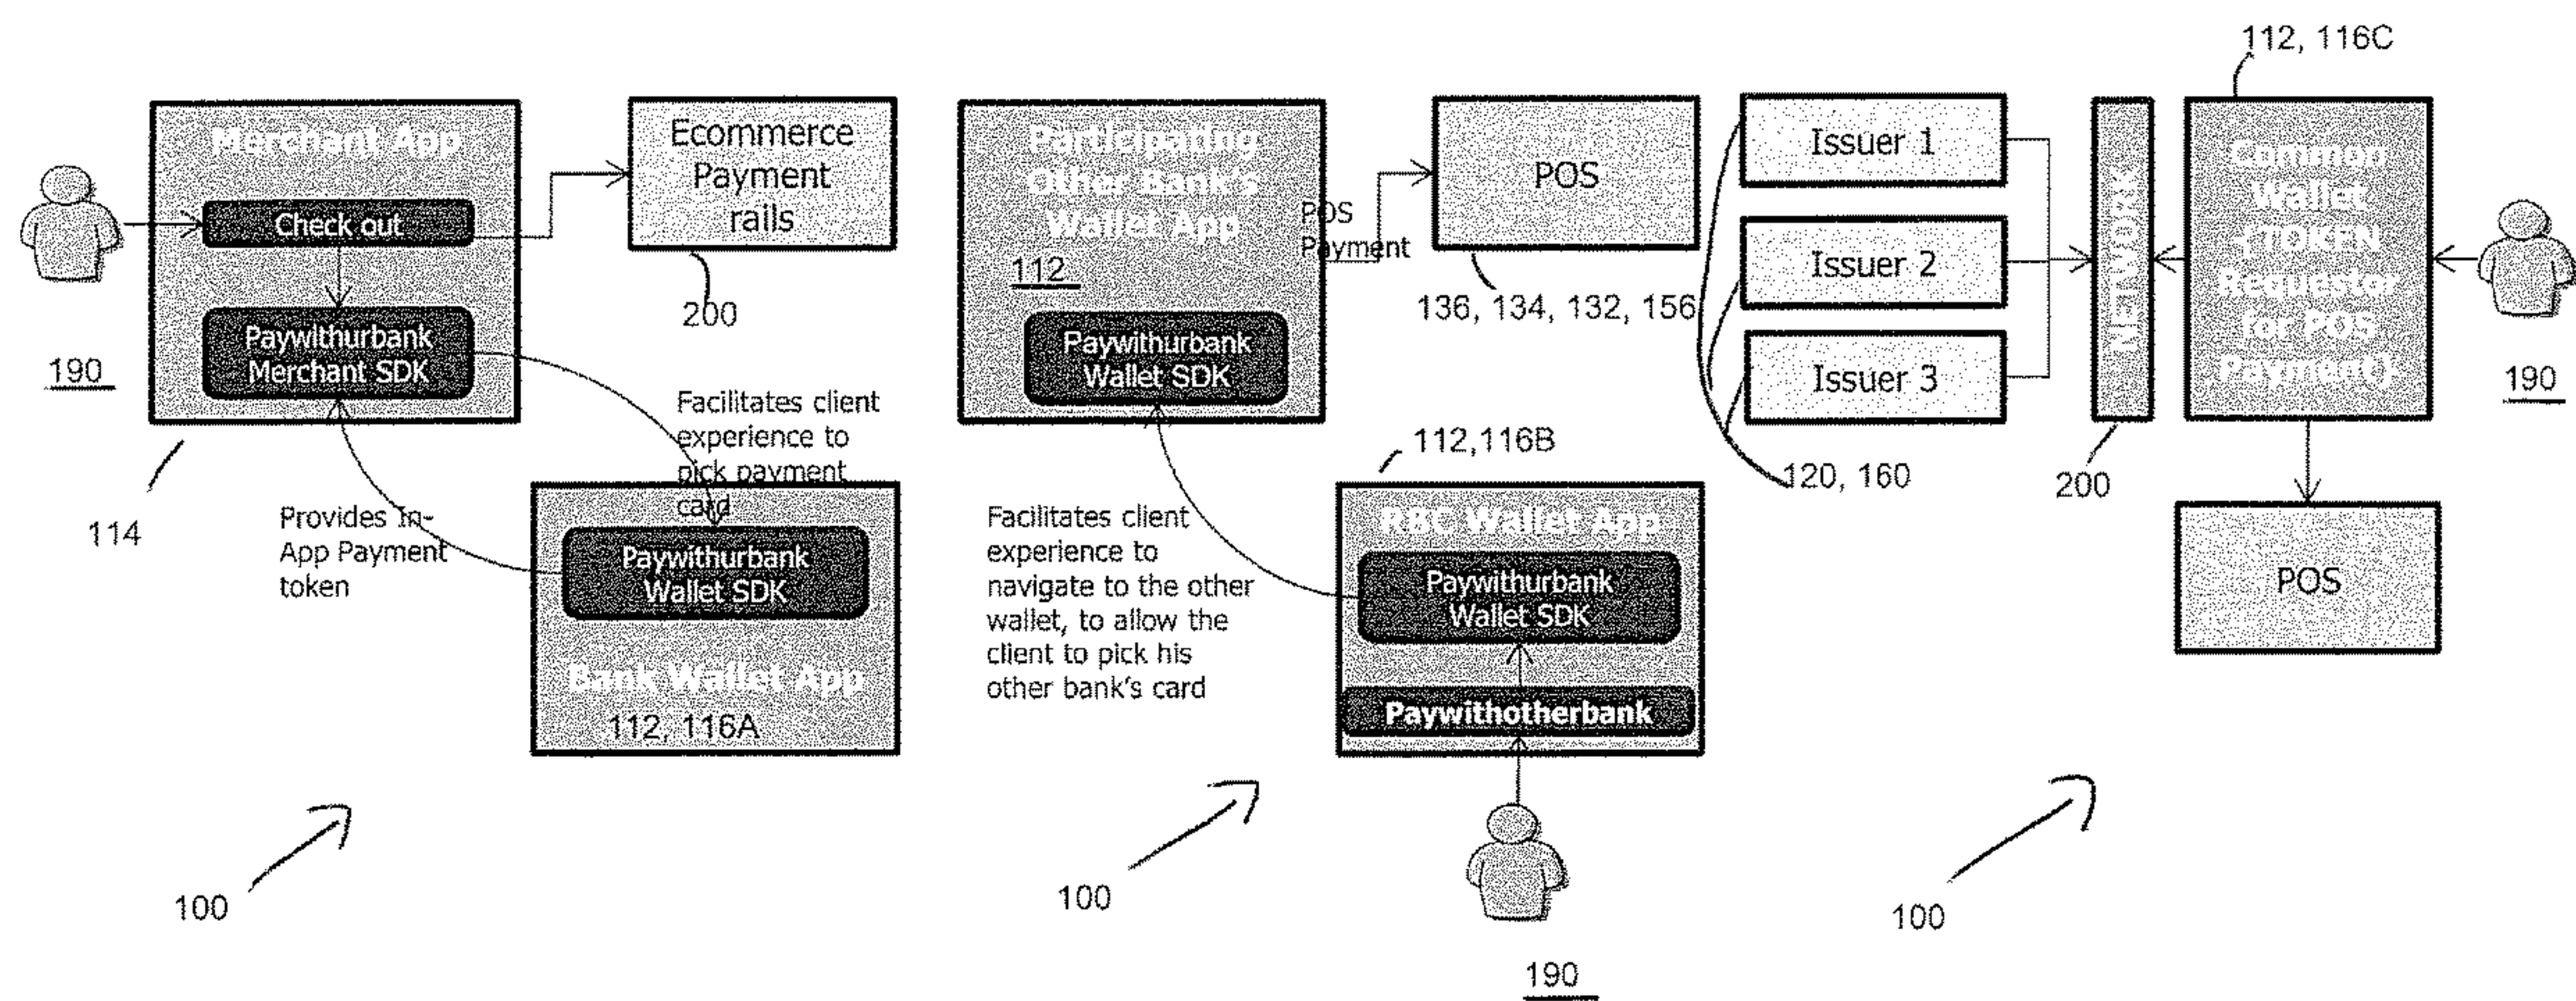 Merchant App
Check out
Paywithurbank
Merchant SDK
190
114
Ecommerce
Payment
rails
200
Facilitates client
experience to
pick payment
card
Provides In-
App Payment
token
Paywithurbank
Wallet SDK
Bank Wallet App
112, 116A
100
Participating
Other Bank's
Wallet App
112
Paywithurbank
Wallet SDK
POS
Payment
POS
136, 134, 132, 156
112,116B
Facilitates client
experience to
navigate to the other
wallet, to allow the
client to pick his
other bank's card
RBC Wallet App
Paywithurbank
Wallet SDK
Paywithotherbank
190
100
Issuer 1
Issuer 2
Issuer 3
120, 160
NETWORK
200
112, 116C
Common
Wallet
{TOKEN
Requestor
for POS
Payment}
190
POS
100